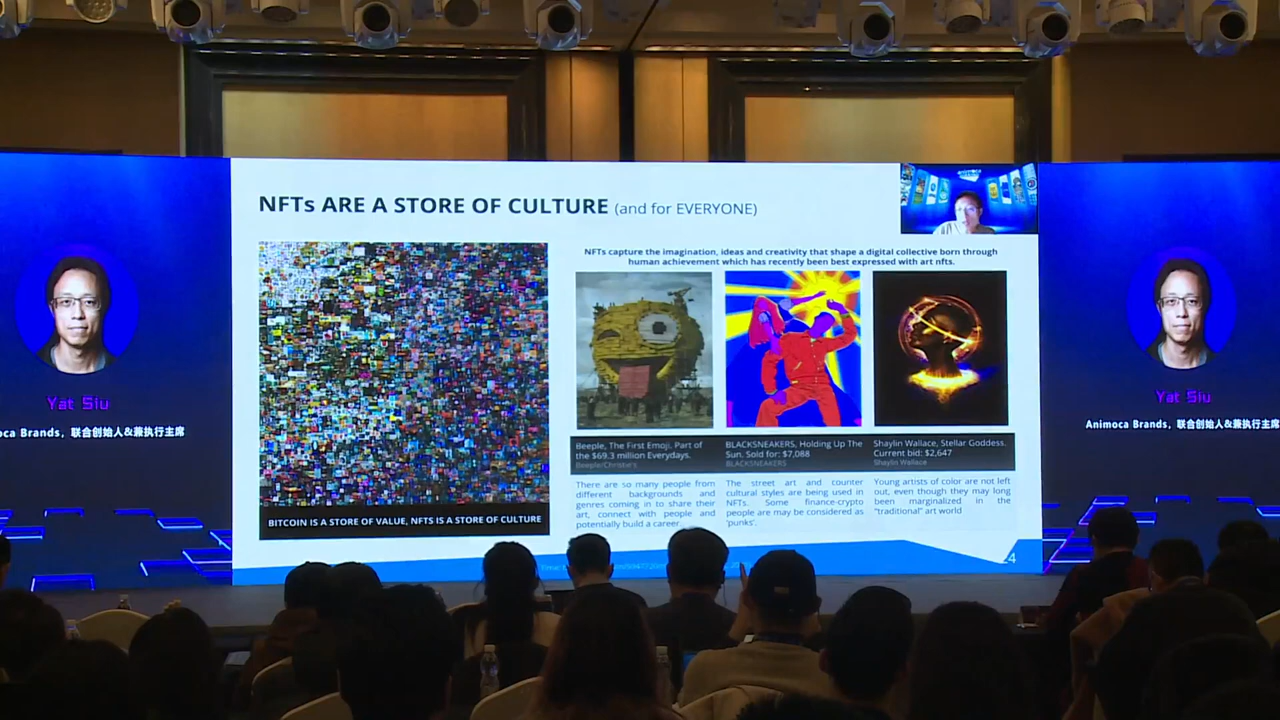 NFTs ARE A STORE OF CULTURE (and for EVERYONE)
NFTs capture the imagination, ideas and creativity that shape a digital collective born through
human achievement which has recently been best expressed with art nfts.
BITCOIN IS A STORE OF VALUE, NFTS IS A STORE OF CULTURE
Beeple, The First Emoji. Part of
the $69.3 million Everydays.
Beeple/Christie's
BLACKSNEAKERS, Holding Up The
Sun. Sold for: $7,088
BLACKSNEAKERS
Shaylin Wallace, Stellar Goddess.
Current bid: $2,647
Shaylin Wallace
There are so many people from
different backgrounds and
genres coming in to share their
art, connect with people and
potentially build a career.
The street art and counter
cultural styles are being used in
NFTs. Some finance-crypto
people are may be considered as
'punks'.
Young artists of color are not left
out, even though they may long
been marginalized in the
"traditional" art world
Yat Siu
oca Brands，联合创始人&兼执行主席
Yat Siu
Animoca Brands，联合创始人&兼执行主席